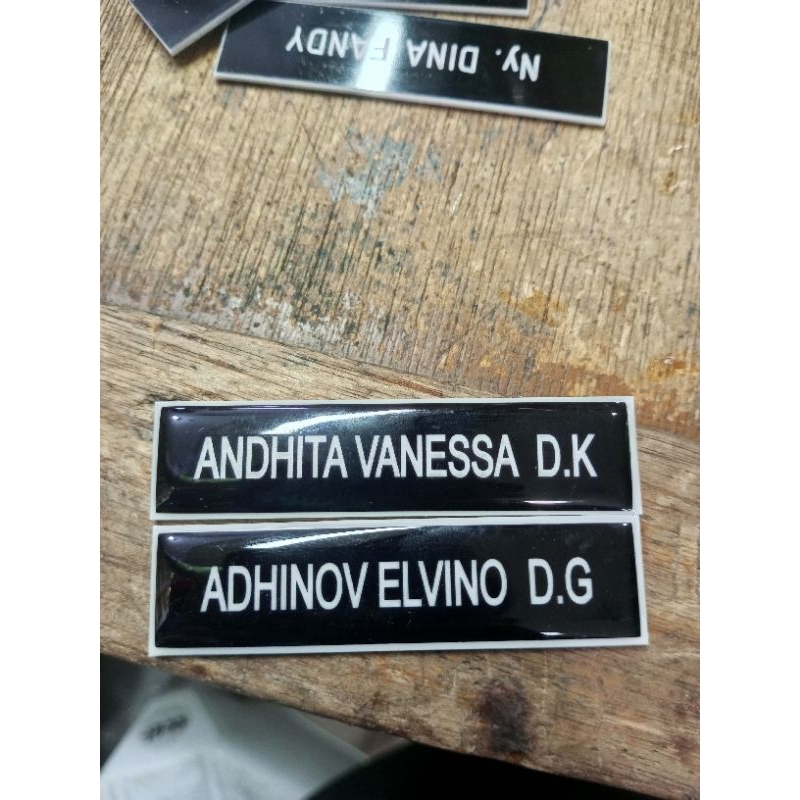 Ny. DINA FANDY
ANDHITA VANESSA D.K
ADHINOV ELVINO D.G